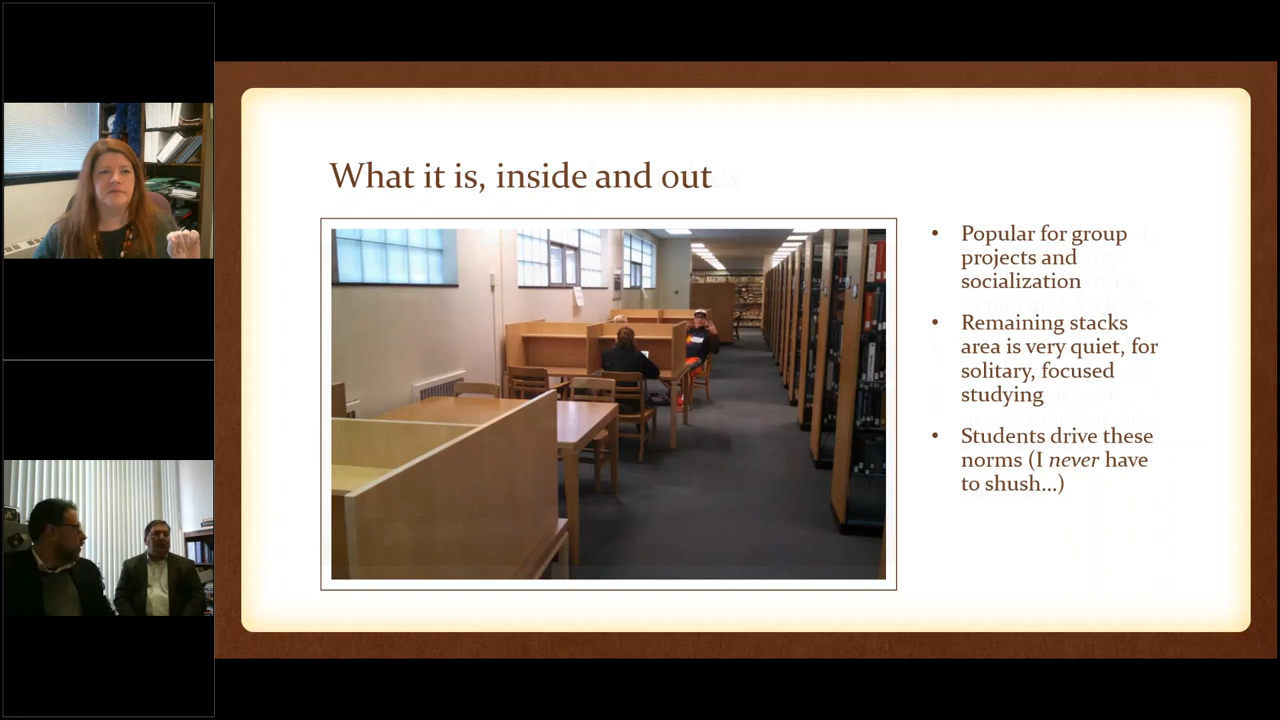 What it is, inside and out
• Popular for group
projects and
socialization
• Remaining stacks
area is very quiet, for
solitary, focused
studying
• Students drive these
norms (I never have
to shush...)